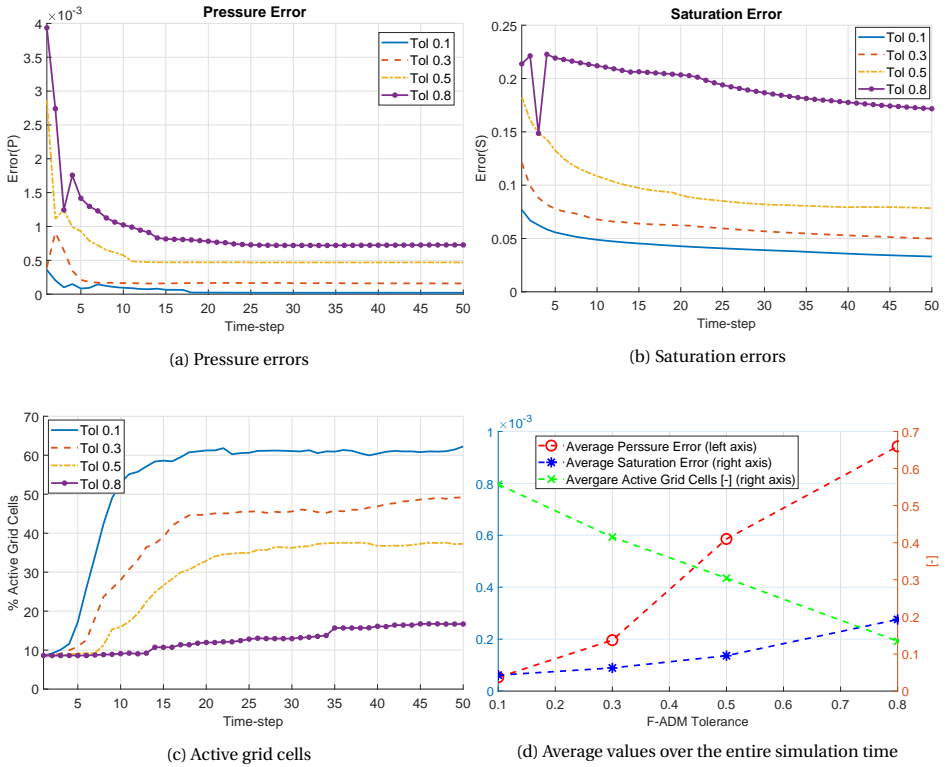 Pressure Error
×10⁻³
4
3.5
3
2.5
2
1.5
1
0.5
0
Error(P)
Tol 0.1
Tol 0.3
Tol 0.5
Tol 0.8
5 10 15 20 25 30 35 40 45 50
Time-step
(a) Pressure errors
Saturation Error
0.25
0.2
0.15
0.1
0.05
0
Error(S)
Tol 0.1
Tol 0.3
Tol 0.5
Tol 0.8
5 10 15 20 25 30 35 40 45 50
Time-step
(b) Saturation errors
70
60
50
40
30
20
10
0
% Active Grid Cells
Tol 0.1
Tol 0.3
Tol 0.5
Tol 0.8
5 10 15 20 25 30 35 40 45 50
Time-step
(c) Active grid cells
×10⁻³
1
0.8
0.6
0.4
0.2
0
Average Perssure Error (left axis)
Average Saturation Error (right axis)
Avergare Active Grid Cells [-] (right axis)
0.7
0.6
0.5
0.4
0.3
0.2
0.1
0
[-]
0.1 0.2 0.3 0.4 0.5 0.6 0.7 0.8
F-ADM Tolerance
(d) Average values over the entire simulation time